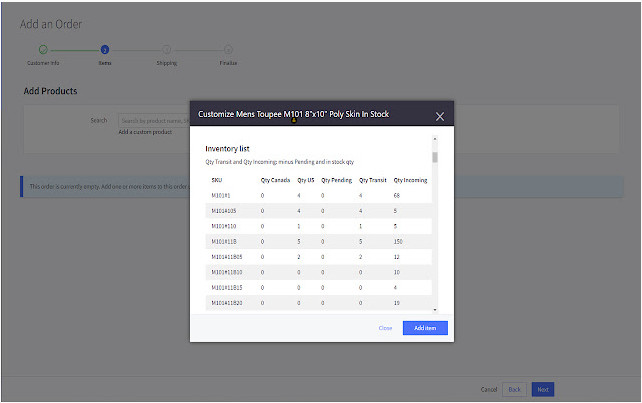 Add an Order
Customer Info Items Shipping Finalize
Add Products
Search Search by product name, SK
Add a custom product
This order is currently empty. Add one or more items to this order
Customize Mens Toupee M101 8"x10" Poly Skin In Stock
Inventory list
Qty Transit and Qty Incoming: minus Pending and in stock qty
SKU Qty Canada Qty US Qty Pending Qty Transit Qty Incoming
M101#1 0 4 0 4 68
M101#105 0 4 0 4 5
M101#110 0 1 0 1 5
M101#1B 0 5 0 5 150
M101#1B05 0 2 0 2 12
M101#1B10 0 0 0 0 10
M101#1B15 0 0 0 0 4
M101#1B20 0 0 0 0 19
Close Add item
Cancel Back Next